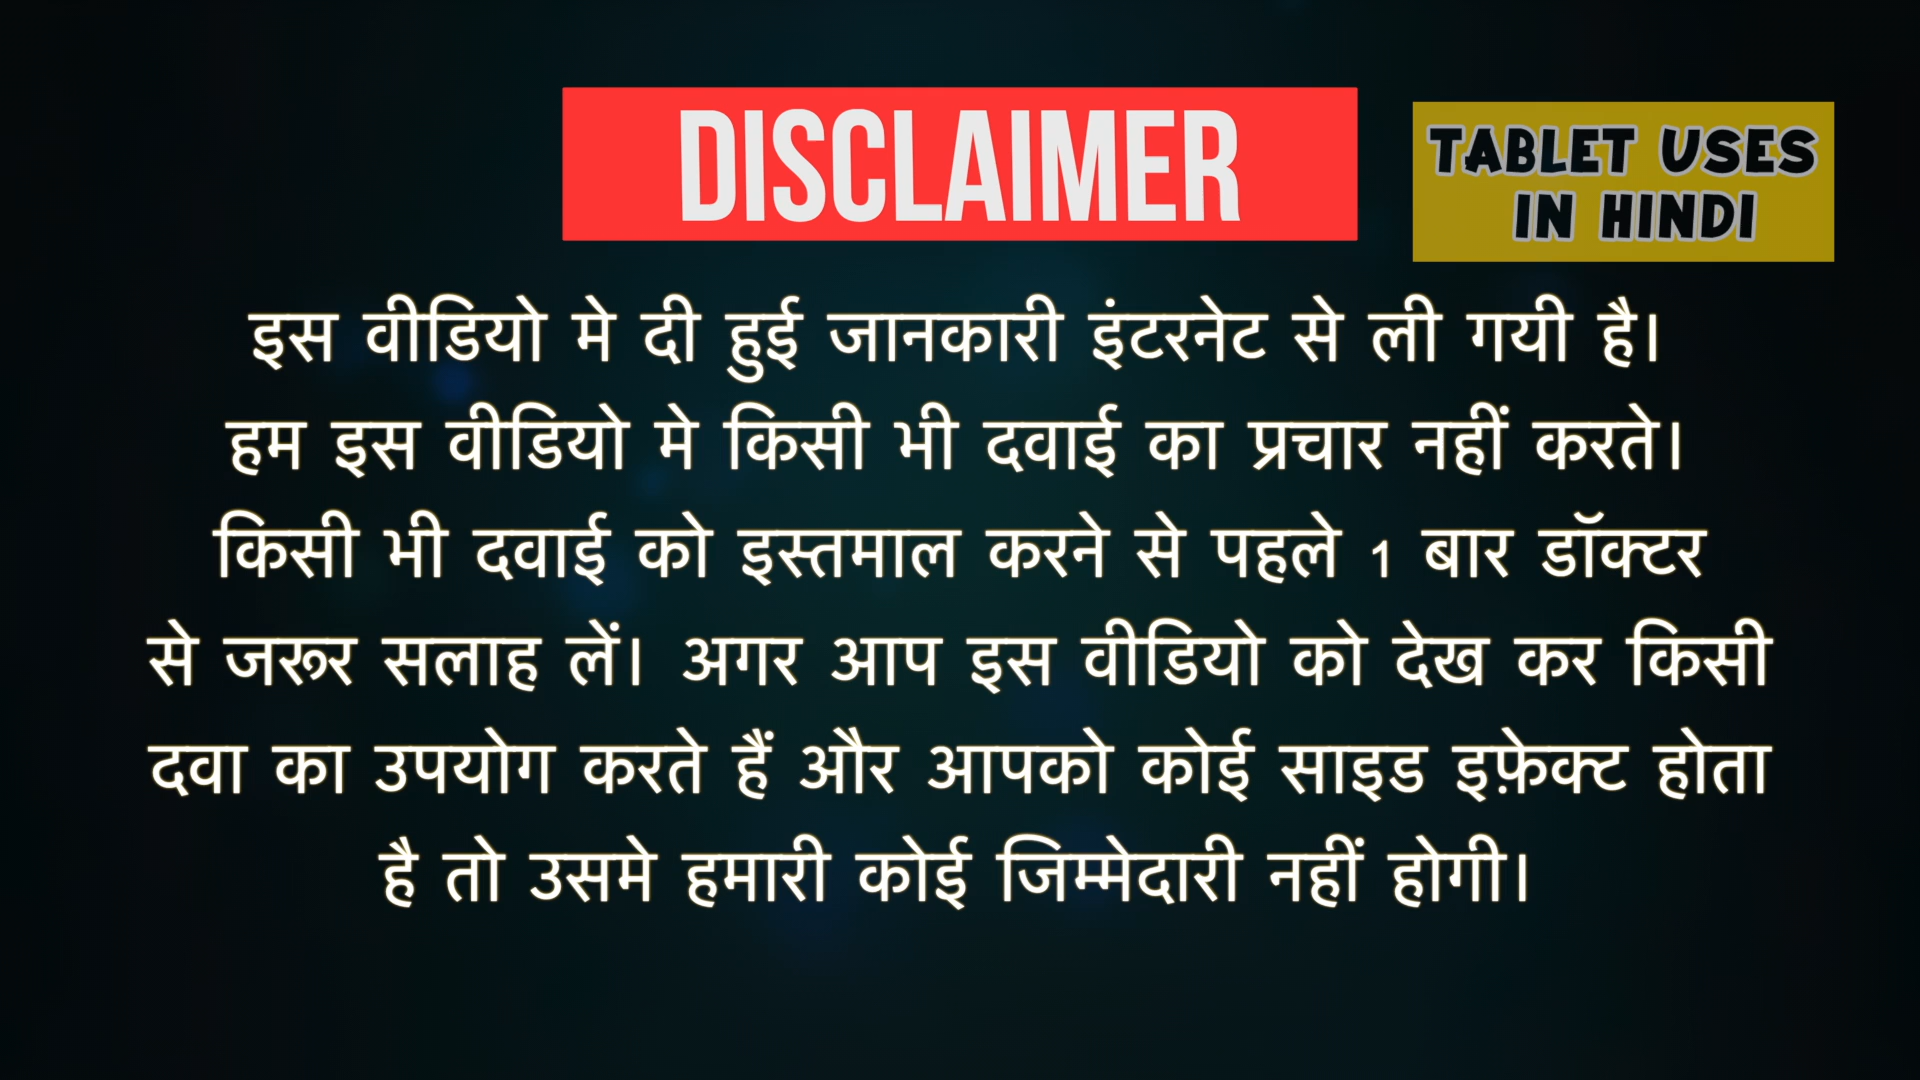 DISCLAIMER
TABLET USES
IN HINDI
इस वीडियो मे दी हुई जानकारी इंटरनेट से ली गयी है।
हम इस वीडियो मे किसी भी दवाई का प्रचार नहीं करते।
किसी भी दवाई को इस्तमाल करने से पहले 1 बार डॉक्टर
से जरूर सलाह लें। अगर आप इस वीडियो को देख कर किसी
दवा का उपयोग करते हैं और आपको कोई साइड इफ़ेक्ट होता
है तो उसमे हमारी कोई जिम्मेदारी नहीं होगी।